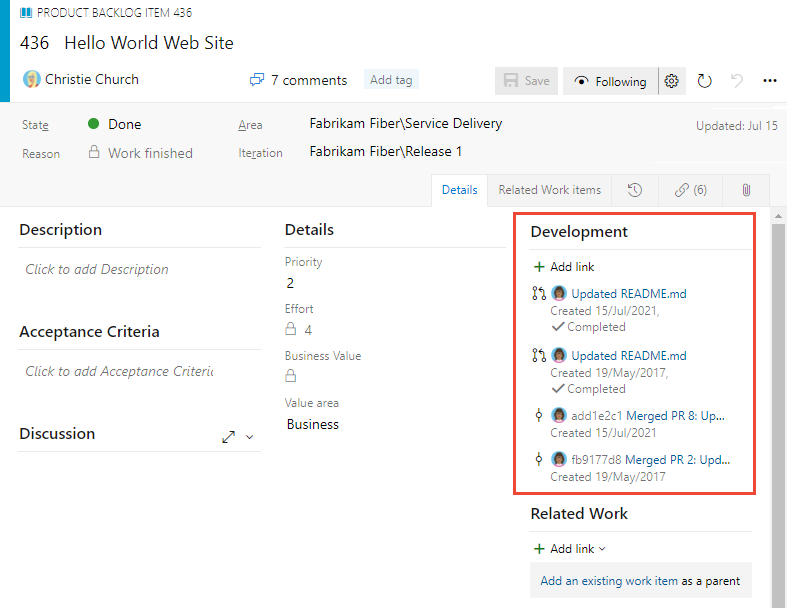 PRODUCT BACKLOG ITEM 436
436 Hello World Web Site
Christie Church 7 comments Add tag Save Following
State Done Area Fabrikam Fiber\Service Delivery Updated: Jul 15
Reason Work finished Iteration Fabrikam Fiber\Release 1
Details Related Work items (6)
Description
Click to add Description
Acceptance Criteria
Click to add Acceptance Criteria
Discussion
Details
Priority
2
Effort
4
Business Value
Value area
Business
Development
+ Add link
Updated README.md
Created 15/Jul/2021,
Completed
Updated README.md
Created 19/May/2017,
Completed
add1e2c1 Merged PR 8: Up...
Created 15/Jul/2021
fb9177d8 Merged PR 2: Upd...
Created 19/May/2017
Related Work
+ Add link
Add an existing work item as a parent